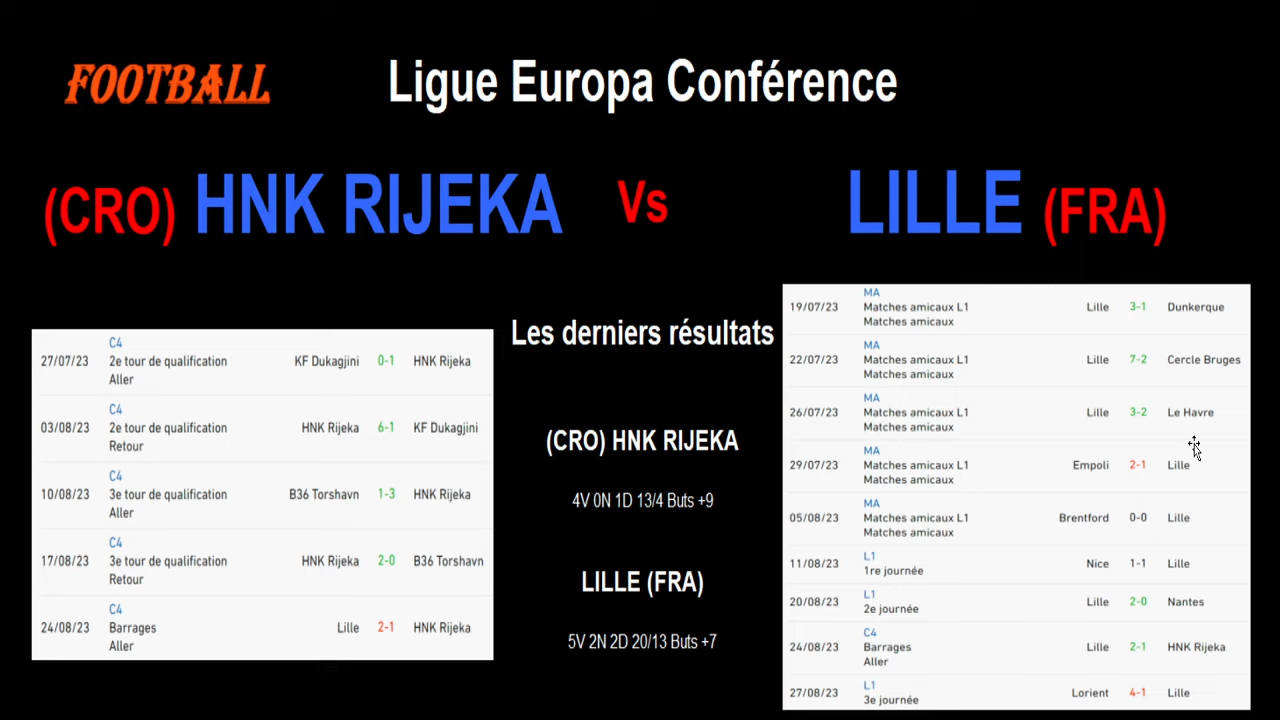 FOOTBALL
Ligue Europa Conférence
(CRO) HNK RIJEKA Vs LILLE (FRA)
C4
27/07/23 2e tour de qualification KF Dukagjini 0-1 HNK Rijeka
Aller
C4
03/08/23 2e tour de qualification HNK Rijeka 6-1 KF Dukagjini
Retour
C4
10/08/23 3e tour de qualification B36 Torshavn 1-3 HNK Rijeka
Aller
C4
17/08/23 3e tour de qualification HNK Rijeka 2-0 B36 Torshavn
Retour
C4
24/08/23 Barrages Lille 2-1 HNK Rijeka
Aller
Les derniers résultats
(CRO) HNK RIJEKA
4V 0N 1D 13/4 Buts +9
LILLE (FRA)
5V 2N 2D 20/13 Buts +7
MA
19/07/23 Matches amicaux L1 Lille 3-1 Dunkerque
Matches amicaux
MA
22/07/23 Matches amicaux L1 Lille 7-2 Cercle Bruges
Matches amicaux
MA
26/07/23 Matches amicaux L1 Lille 3-2 Le Havre
Matches amicaux
MA
29/07/23 Matches amicaux L1 Empoli 2-1 Lille
Matches amicaux
MA
05/08/23 Matches amicaux L1 Brentford 0-0 Lille
Matches amicaux
L1
11/08/23 1re journée Nice 1-1 Lille
L1
20/08/23 2e journée Lille 2-0 Nantes
C4
24/08/23 Barrages Lille 2-1 HNK Rijeka
Aller
L1
27/08/23 3e journée Lorient 4-1 Lille